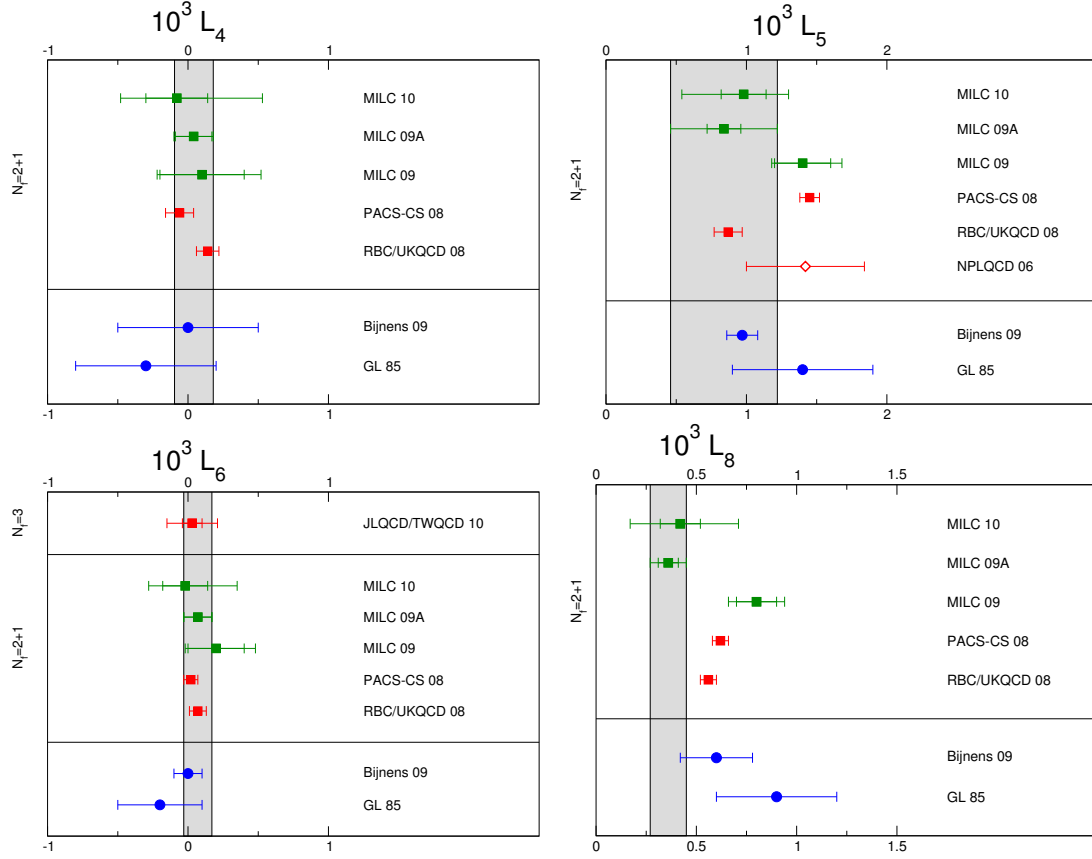 10³ L₄
-1 0 1
N_f=2+1
MILC 10
MILC 09A
MILC 09
PACS-CS 08
RBC/UKQCD 08
Bijnens 09
GL 85
-1 0 1
10³ L₅
0 1 2
MILC 10
MILC 09A
MILC 09
PACS-CS 08
RBC/UKQCD 08
NPLQCD 06
Bijnens 09
GL 85
0 1 2
10³ L₆
-1 0 1
N_f=3
JLQCD/TWQCD 10
N_f=2+1
MILC 10
MILC 09A
MILC 09
PACS-CS 08
RBC/UKQCD 08
Bijnens 09
GL 85
-1 0 1
10³ L₈
0 0.5 1 1.5
N_f=2+1
MILC 10
MILC 09A
MILC 09
PACS-CS 08
RBC/UKQCD 08
Bijnens 09
GL 85
0 0.5 1 1.5